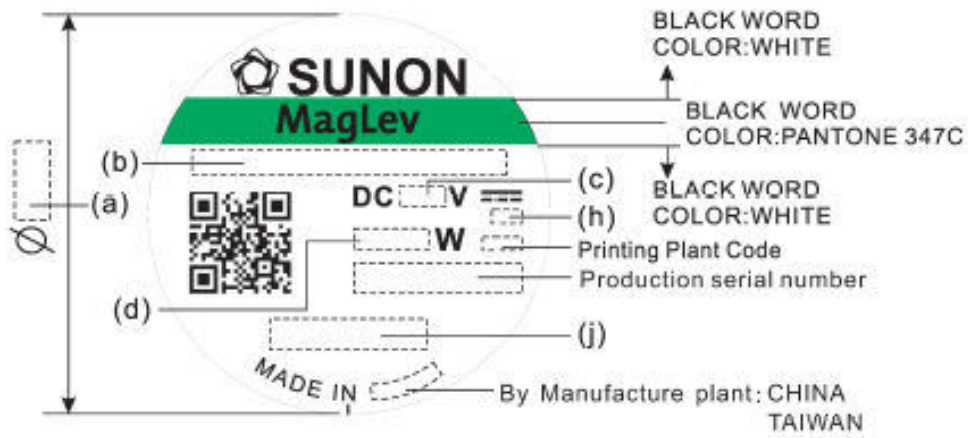 BLACK WORD
COLOR:WHITE
SUNON
MagLev
BLACK WORD
COLOR:PANTONE 347C
(b)
(a)
DC V
(c)
BLACK WORD
COLOR:WHITE
(h)
Ø
W
Printing Plant Code
Production serial number
(d)
(j)
MADE IN
By Manufacture plant: CHINA
TAIWAN